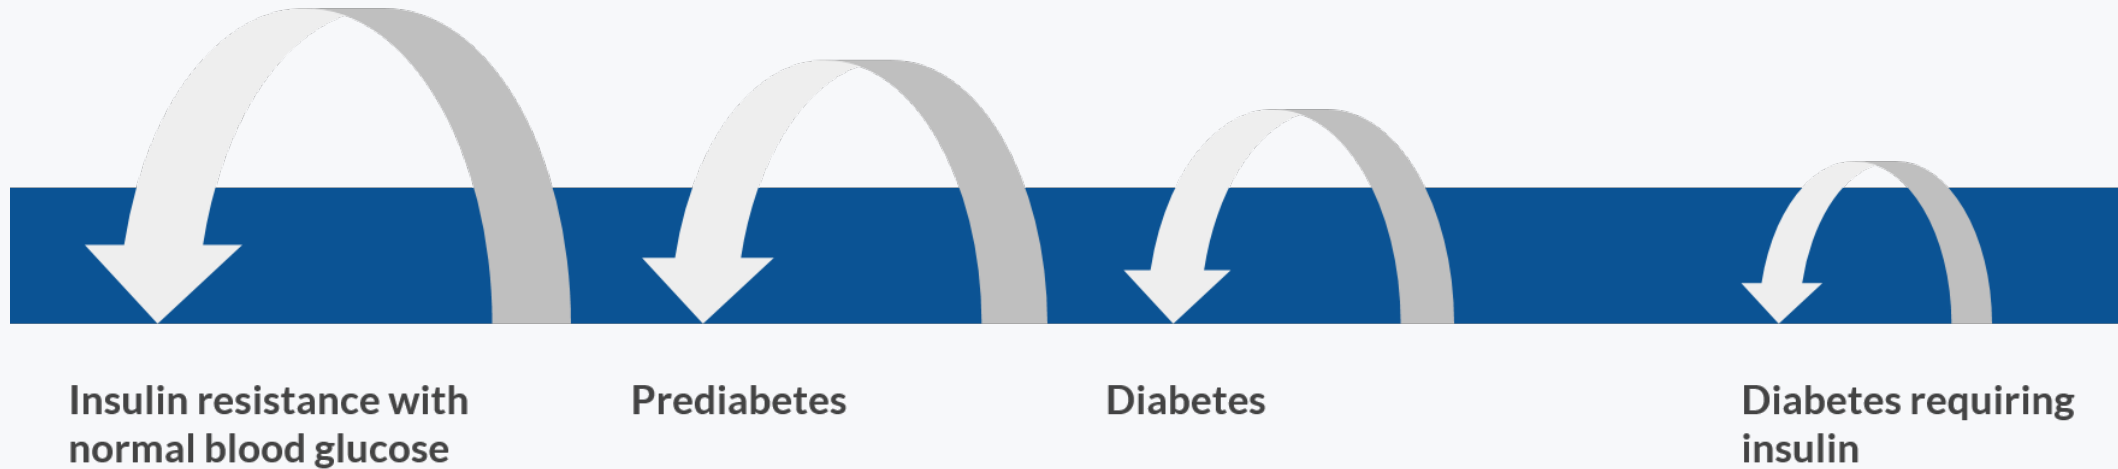 Insulin resistance with
normal blood glucose
Prediabetes
Diabetes
Diabetes requiring
insulin